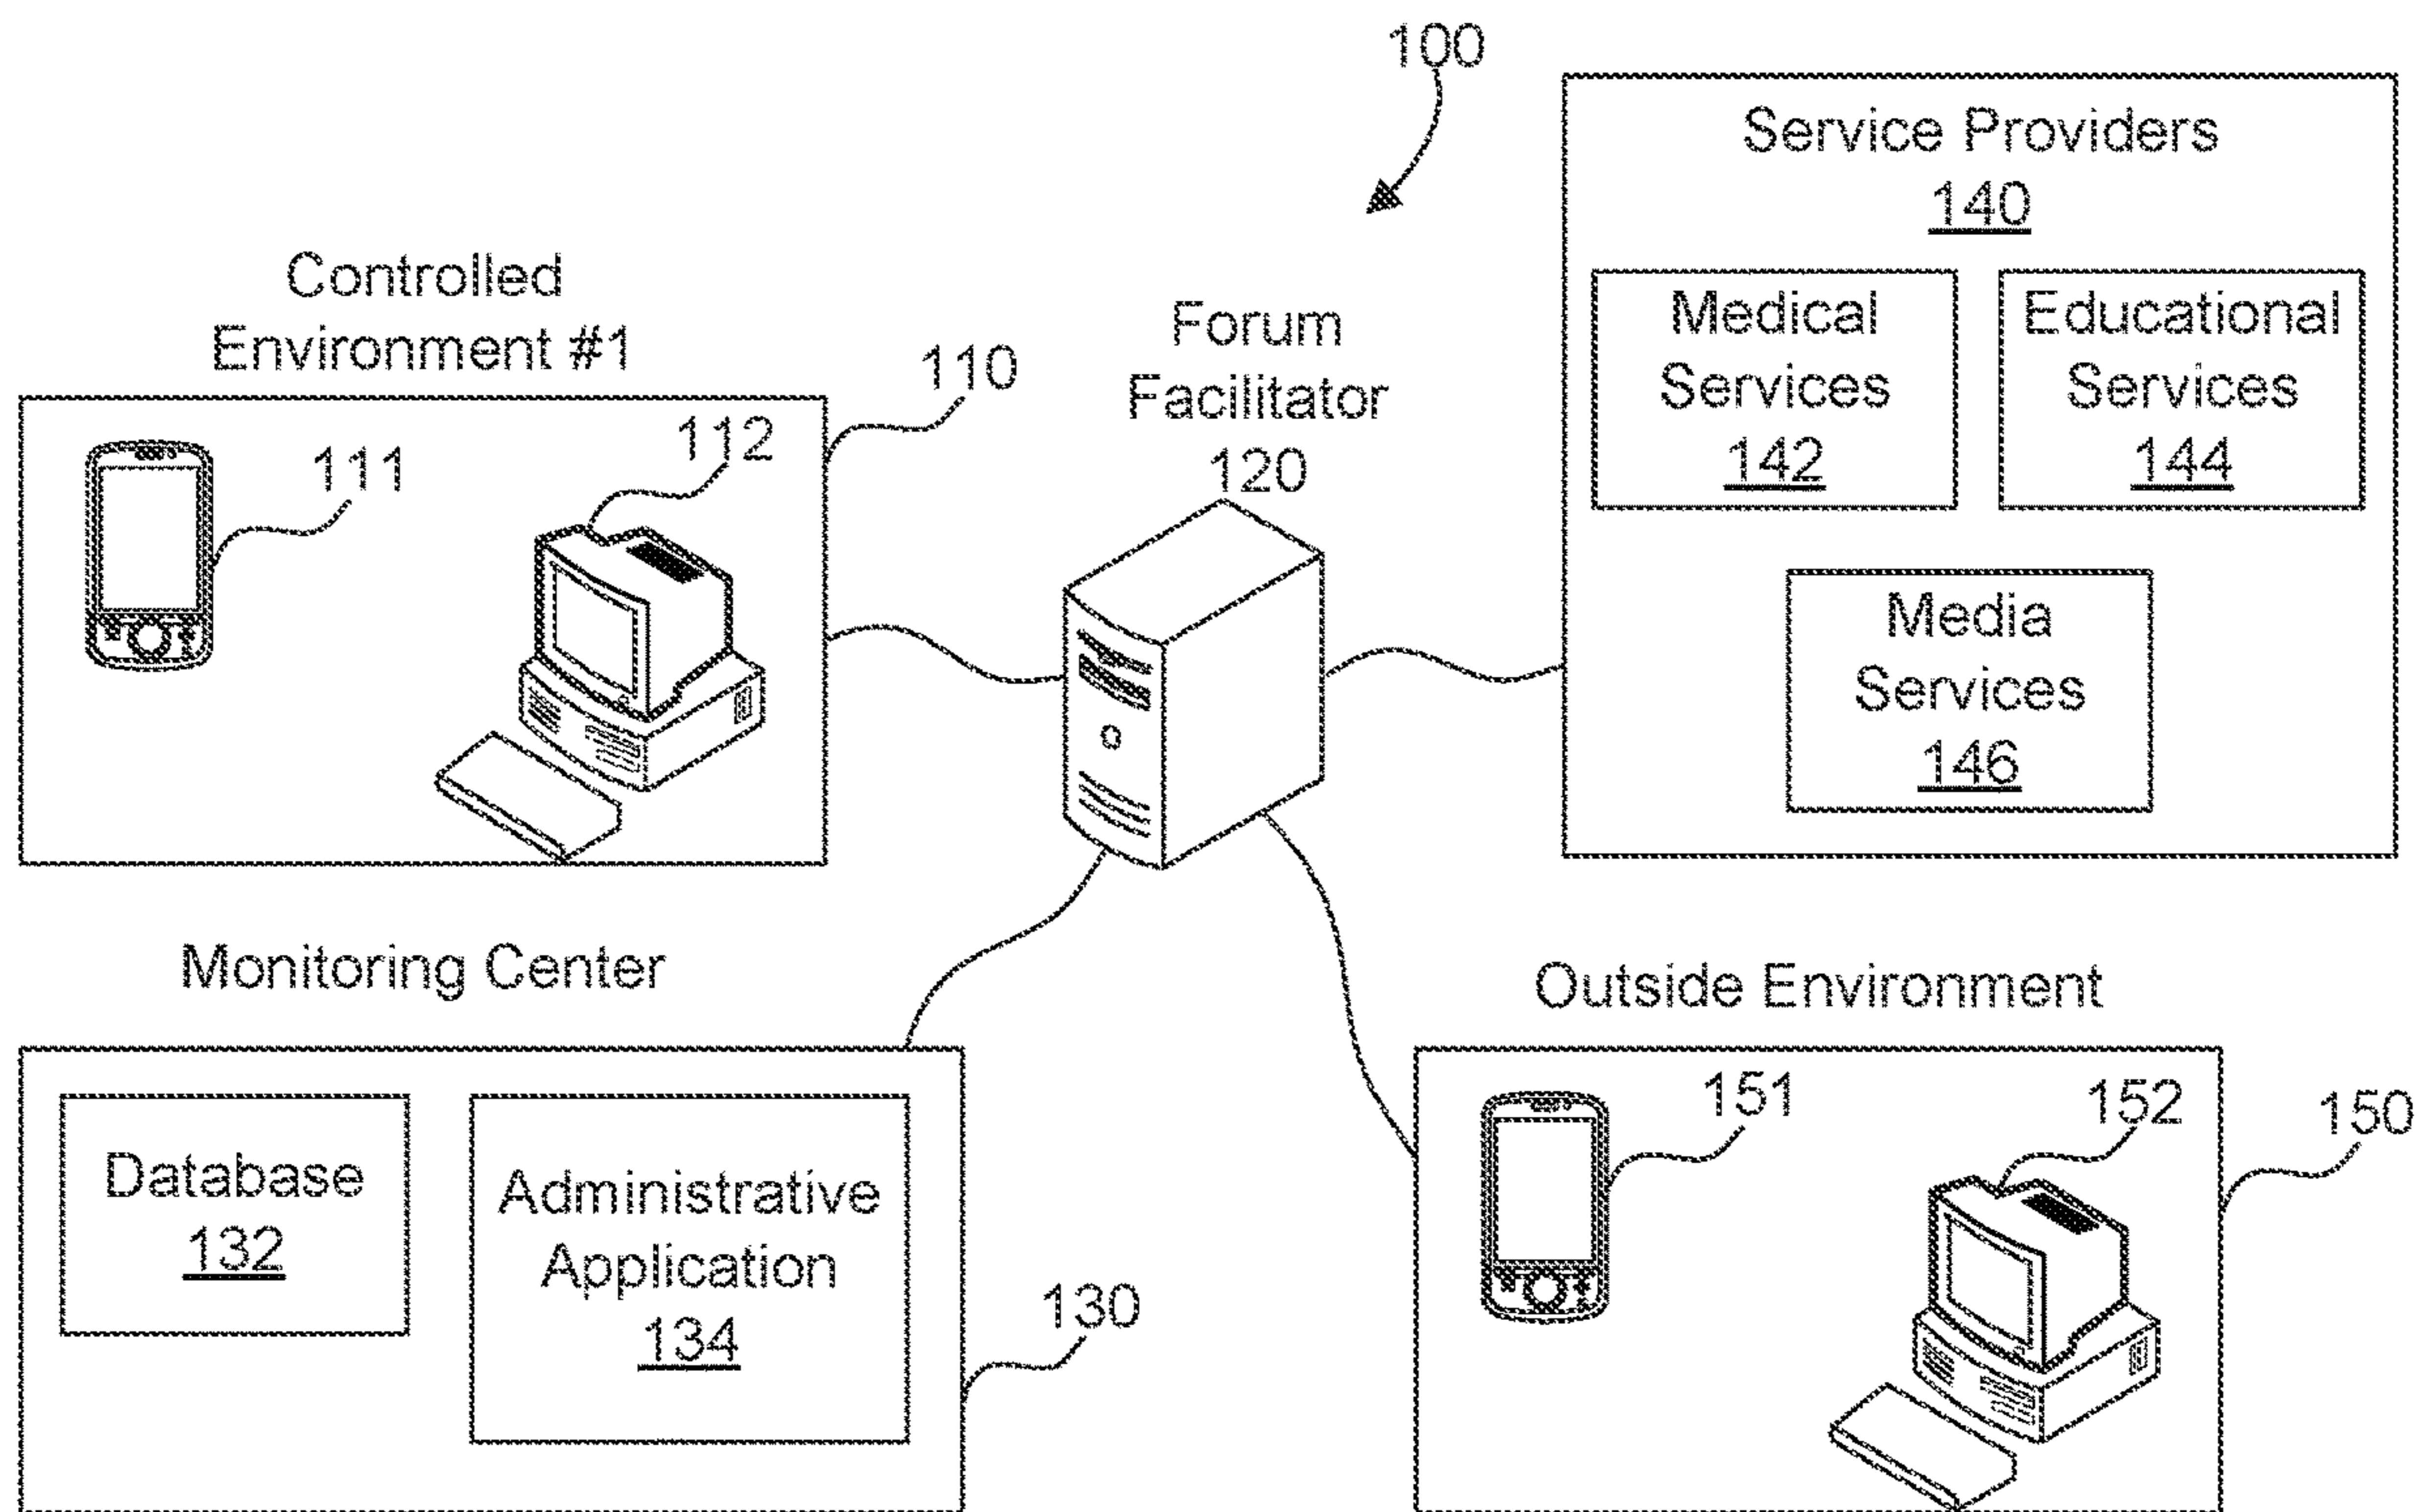 100
Service Providers
140
Medical
Services
142
Educational
Services
144
Media
Services
146
Controlled
Environment #1
110
111
112
Forum
Facilitator
120
Monitoring Center
Database
132
Administrative
Application
134
130
Outside Environment
151
152
150